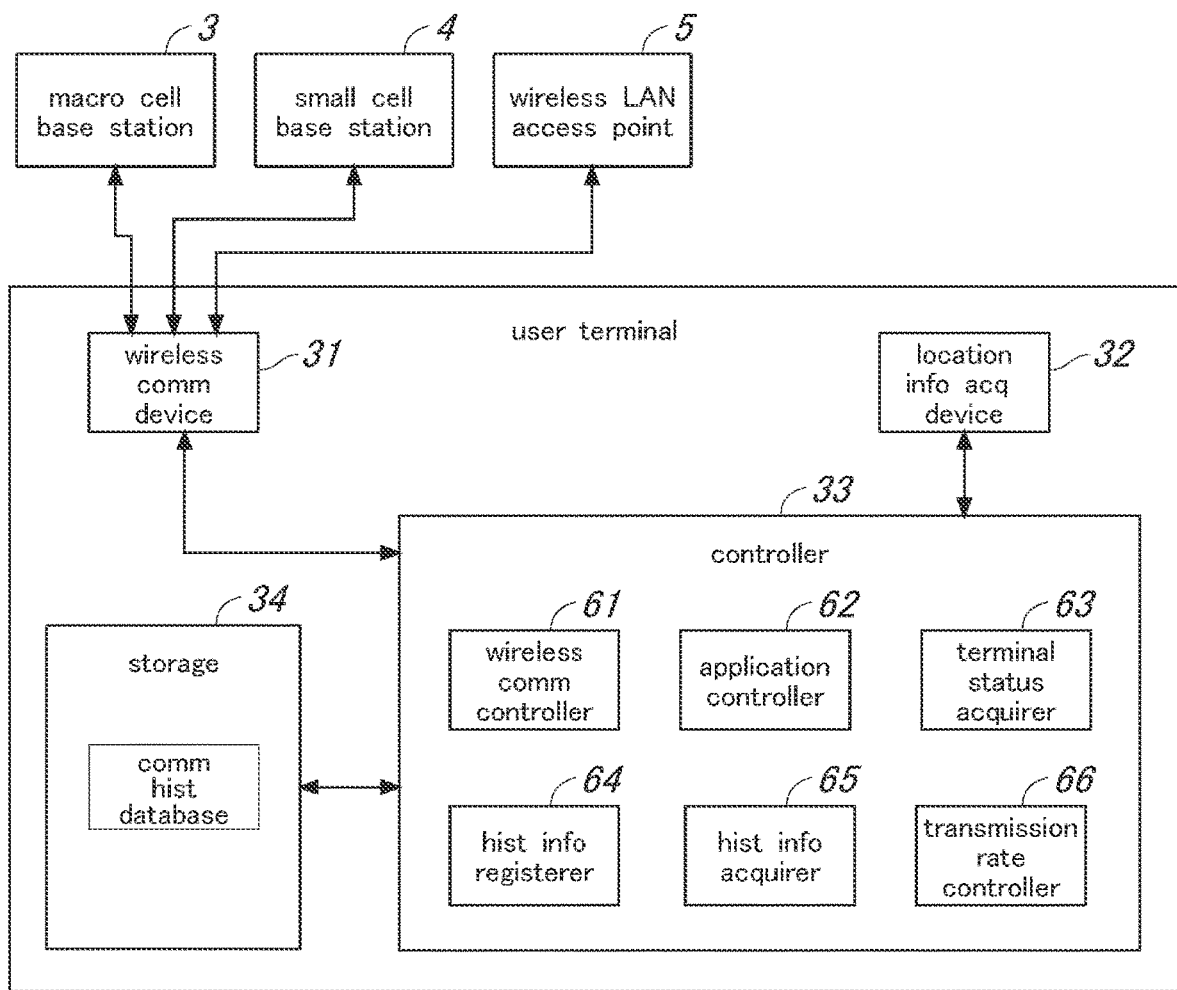 3
4
5
macro cell
base station
small cell
base station
wireless LAN
access point
user terminal
wireless
comm
device
31
location
info acq
device
32
33
controller
34
storage
comm
hist
database
61
wireless
comm
controller
62
application
controller
63
terminal
status
acquirer
64
hist info
registerer
65
hist info
acquirer
66
transmission
rate
controller